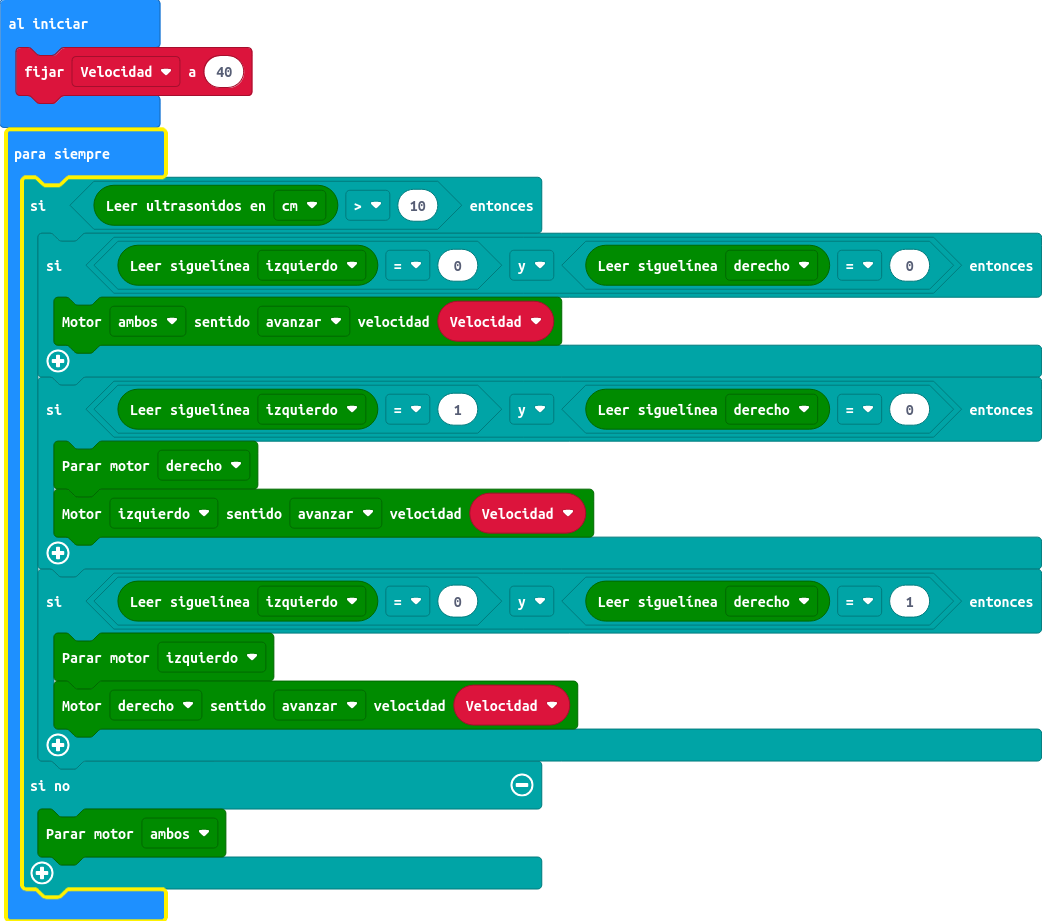 al iniciar
fijar Velocidad a 40
para siempre
si Leer ultrasonidos en cm > 10 entonces
si Leer siguelínea izquierdo = 0 y Leer siguelínea derecho = 0 entonces
Motor ambos sentido avanzar velocidad Velocidad
si Leer siguelínea izquierdo = 1 y Leer siguelínea derecho = 0 entonces
Parar motor derecho
Motor izquierdo sentido avanzar velocidad Velocidad
si Leer siguelínea izquierdo = 0 y Leer siguelínea derecho = 1 entonces
Parar motor izquierdo
Motor derecho sentido avanzar velocidad Velocidad
si no
Parar motor ambos